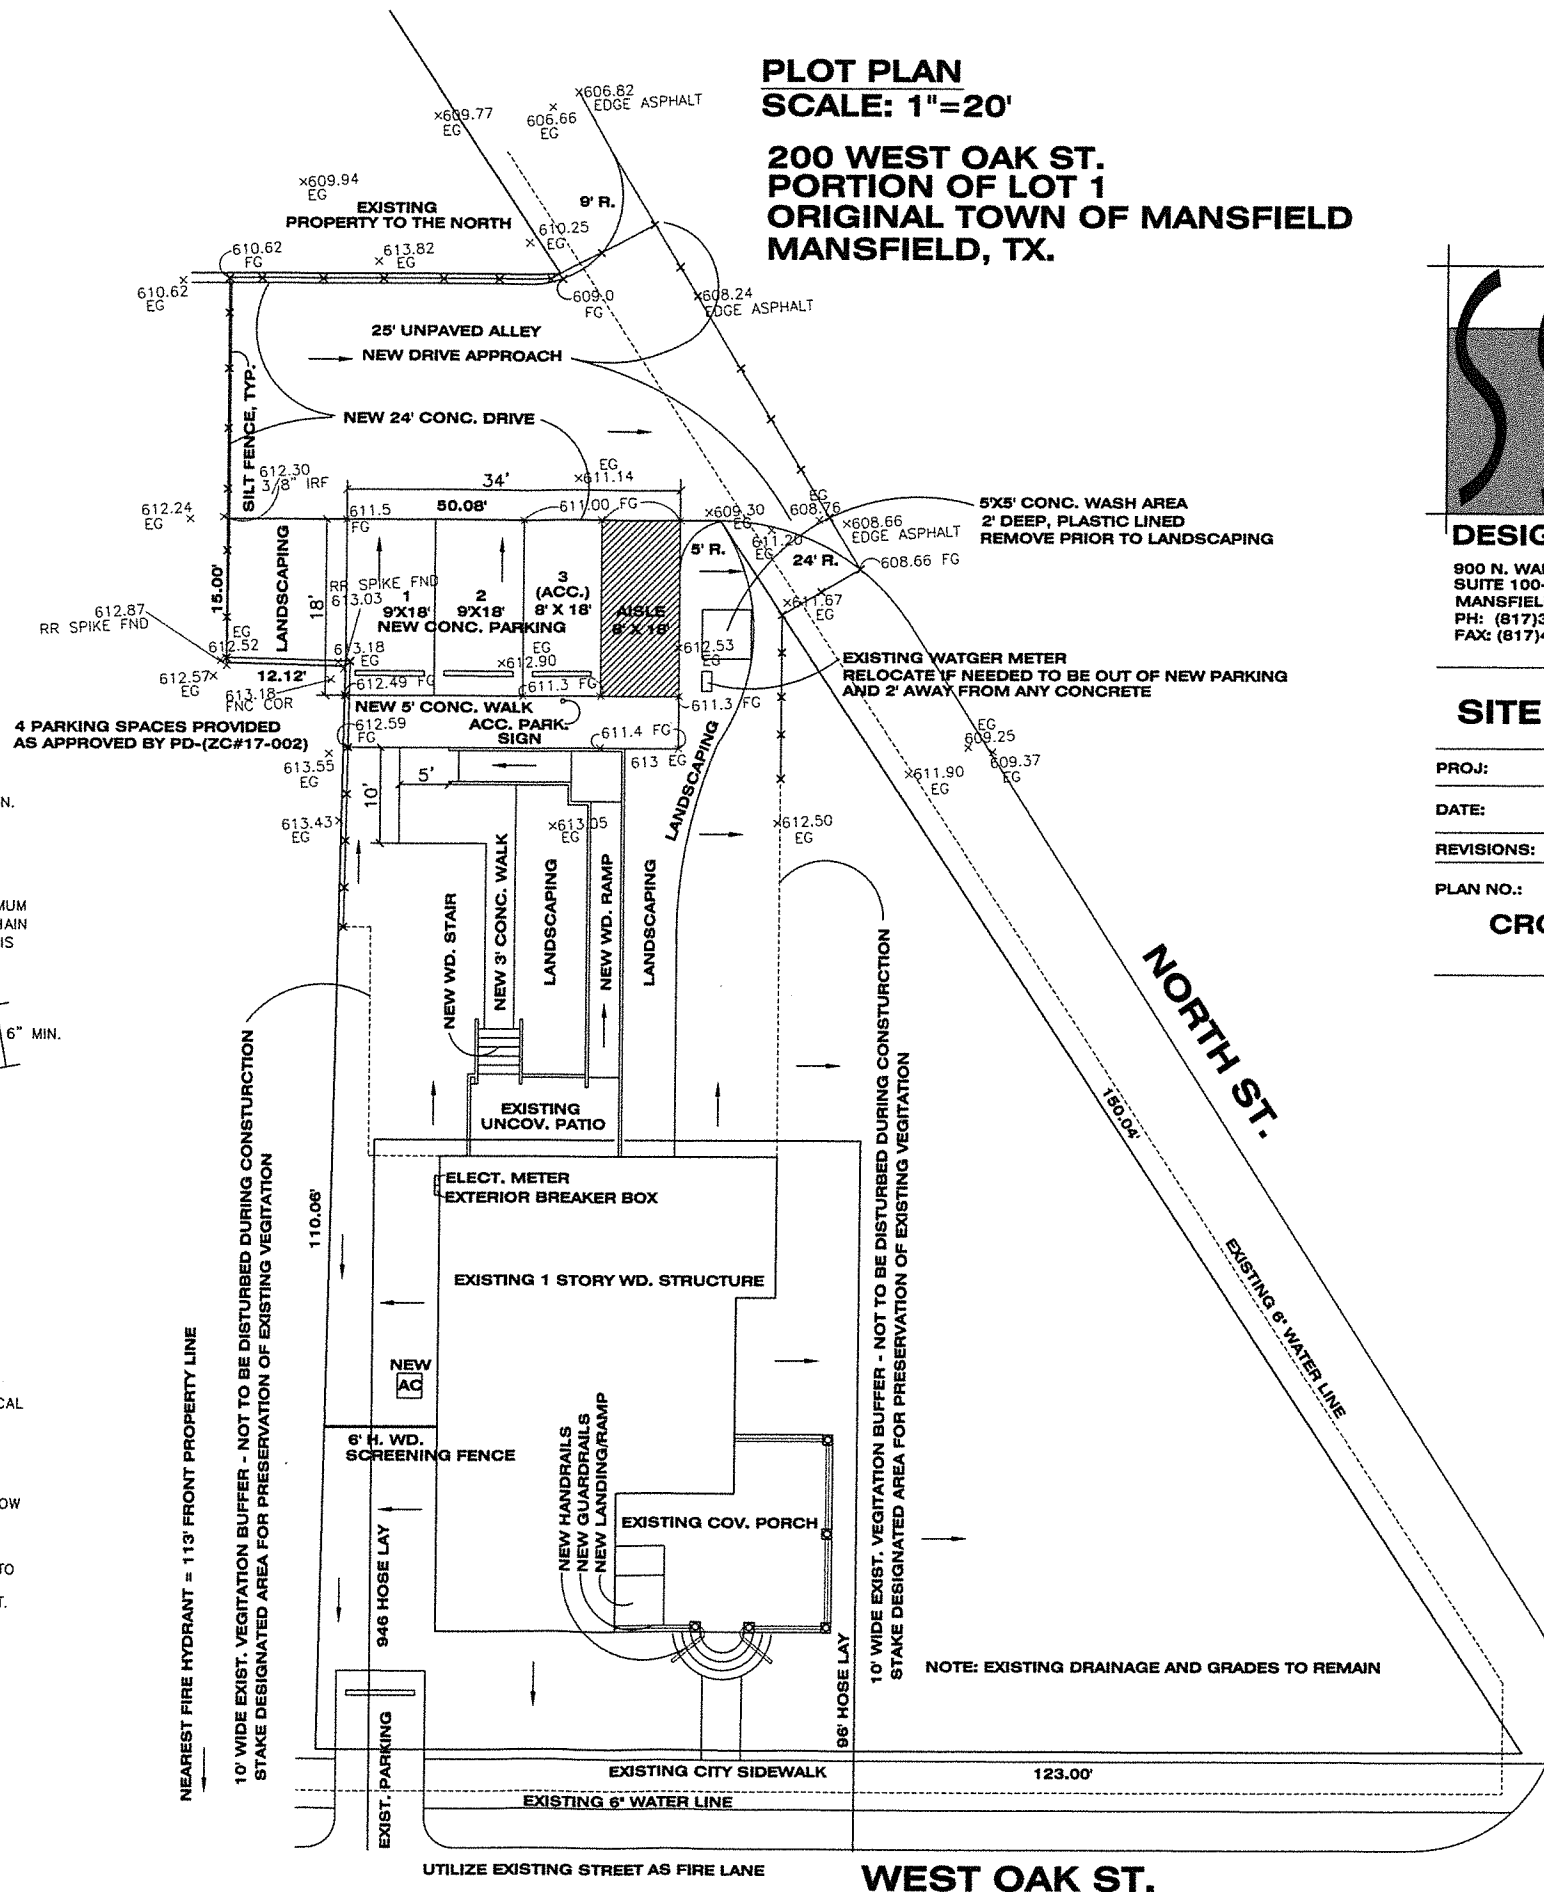 PLOT PLAN
SCALE: 1"=20'
200 WEST OAK ST.
PORTION OF LOT 1
ORIGINAL TOWN OF MANSFIELD
MANSFIELD, TX.
×606.82
EDGE ASPHALT
×609.77
EG
606.66
EG
×609.94
EG
EXISTING
PROPERTY TO THE NORTH
9' R.
610.25
EG
610.62
FG
613.82
EG
610.62
EG
609.0
FG
×608.24
EDGE ASPHALT
25' UNPAVED ALLEY
NEW DRIVE APPROACH
SILT FENCE, TYP.
NEW 24' CONC. DRIVE
612.30
3/8" IRF
34'
EG
×611.14
612.24
EG
611.5
FG
50.08'
611.00 FG
×609.30
EG
EG
608.76
×608.66
EDGE ASPHALT
5'X5' CONC. WASH AREA
2' DEEP, PLASTIC LINED
REMOVE PRIOR TO LANDSCAPING
611.20
EG
5' R.
24' R.
608.66 FG
15.00'
LANDSCAPING
18'
RR SPIKE FND
613.03
1
9X18'
2
9X18'
3
(ACC.)
8' X 18'
AISLE
8' X 18'
NEW CONC. PARKING
×611.67
EG
612.87
RR SPIKE FND
EG
612.52
613.18
EG
EG
×612.90
612.53
EG
612.57×
EG
12.12'
613.18
FNC COR
612.49 FG
611.3 FG
611.3 FG
EXISTING WATGER METER
RELOCATE IF NEEDED TO BE OUT OF NEW PARKING
AND 2' AWAY FROM ANY CONCRETE
NEW 5' CONC. WALK
ACC. PARK.
SIGN
4 PARKING SPACES PROVIDED
AS APPROVED BY PD-(ZC#17-002)
612.59
FG
611.4 FG
613 EG
613.55
EG
EG
609.25
609.37
EG
×611.90
EG
5'
10'
613.43
EG
×613.05
EG
×612.50
EG
LANDSCAPING
NEW WD. STAIR
NEW 3' CONC. WALK
LANDSCAPING
NEW WD. RAMP
LANDSCAPING
NORTH ST.
EXISTING
UNCOV. PATIO
150.04'
110.06'
ELECT. METER
EXTERIOR BREAKER BOX
EXISTING 1 STORY WD. STRUCTURE
EXISTING 6" WATER LINE
NEW
AC
6' H. WD.
SCREENING FENCE
NEW HANDRAILS
NEW GUARDRAILS
NEW LANDING/RAMP
EXISTING COV. PORCH
NEAREST FIRE HYDRANT = 113' FRONT PROPERTY LINE
10' WIDE EXIST. VEGITATION BUFFER - NOT TO BE DISTURBED DURING CONSTURCTION
STAKE DESIGNATED AREA FOR PRESERVATION OF EXISTING VEGITATION
946 HOSE LAY
10' WIDE EXIST. VEGITATION BUFFER - NOT TO BE DISTURBED DURING CONSTURCTION
STAKE DESIGNATED AREA FOR PRESERVATION OF EXISTING VEGITATION
96' HOSE LAY
NOTE: EXISTING DRAINAGE AND GRADES TO REMAIN
EXIST. PARKING
EXISTING CITY SIDEWALK
123.00'
EXISTING 6" WATER LINE
UTILIZE EXISTING STREET AS FIRE LANE
WEST OAK ST.
N.
MUM
IS
6" MIN.
CAL
OW
TO
T.
DESIG
900 N. WA
SUITE 100-
MANSFIEL
PH: (817)3
FAX: (817)4
SITE
PROJ:
DATE:
REVISIONS:
PLAN NO.:
CRO